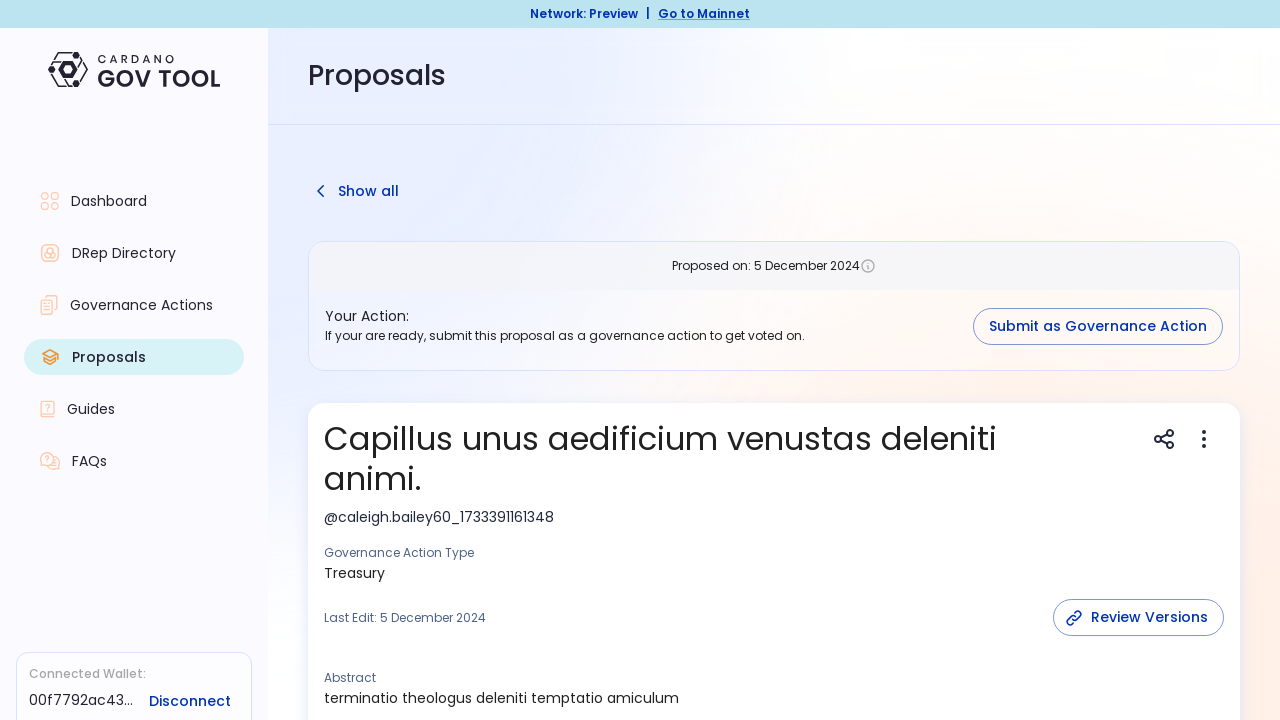 Network: Preview | Go to Mainnet
CARDANO
GOV TOOL
Proposals
Dashboard
DRep Directory
Governance Actions
Proposals
Guides
FAQs
Connected Wallet:
00f7792ac43...
Disconnect
Show all
Proposed on: 5 December 2024
Your Action:
If your are ready, submit this proposal as a governance action to get voted on.
Submit as Governance Action
Capillus unus aedificium venustas deleniti
animi.
@caleigh.bailey60_1733391161348
Governance Action Type
Treasury
Last Edit: 5 December 2024
Review Versions
Abstract
terminatio theologus deleniti temptatio amiculum